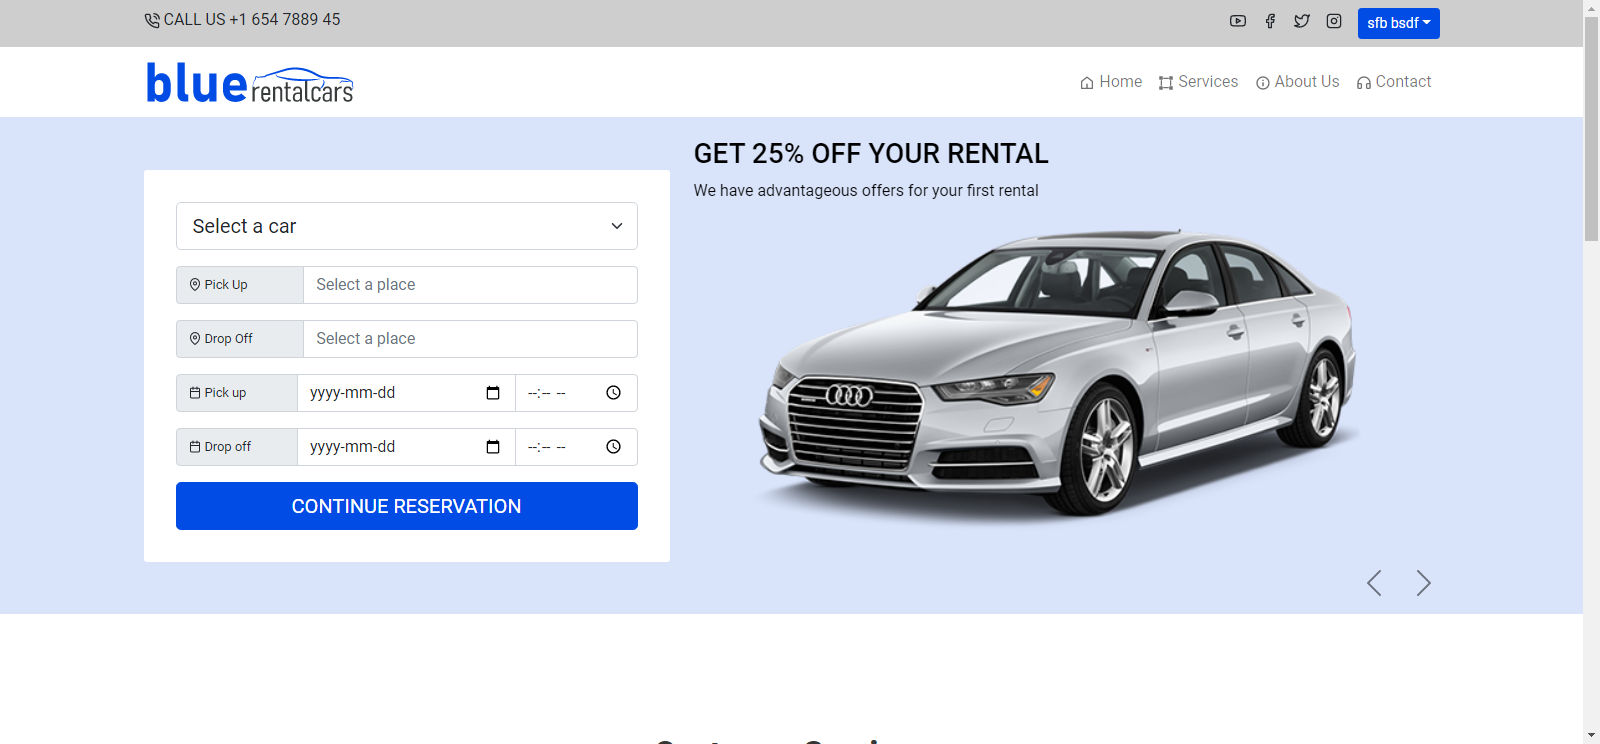 CALL US +1 654 7889 45
sfb bsdf
blue rentalcars
Home
Services
About Us
Contact
GET 25% OFF YOUR RENTAL
We have advantageous offers for your first rental
Select a car
Pick Up
Select a place
Drop Off
Select a place
Pick up
yyyy-mm-dd
--:-- --
Drop off
yyyy-mm-dd
--:-- --
CONTINUE RESERVATION